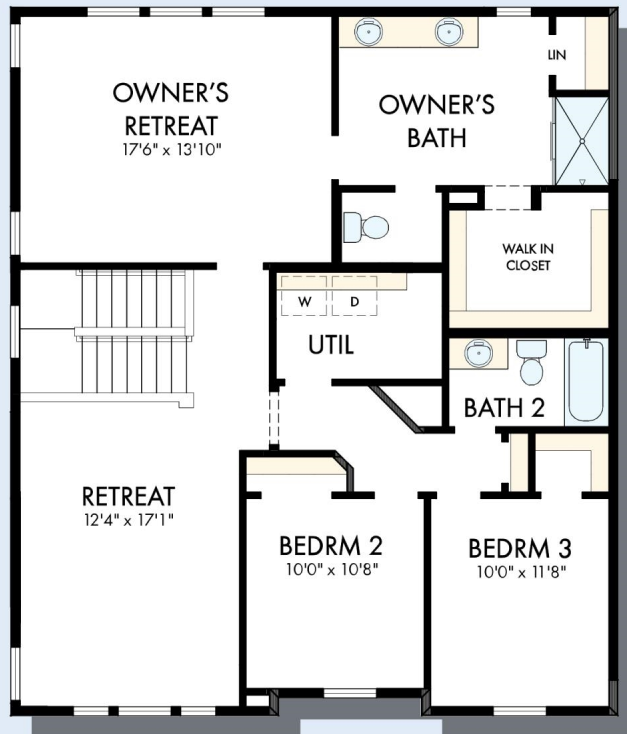 OWNER'S
RETREAT
17'6" x 13'10"
OWNER'S
BATH
LIN
WALK IN
CLOSET
W
D
UTIL
BATH 2
RETREAT
12'4" x 17'1"
BEDRM 2
10'0" x 10'8"
BEDRM 3
10'0" x 11'8"